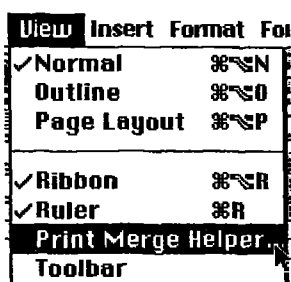 View Insert Format Fo
✓Normal ⌘⌥N
Outline ⌘⌥O
Page Layout ⌘⌥P
✓Ribbon ⌘⌥R
✓Ruler ⌘R
Print Merge Helper...
Toolbar